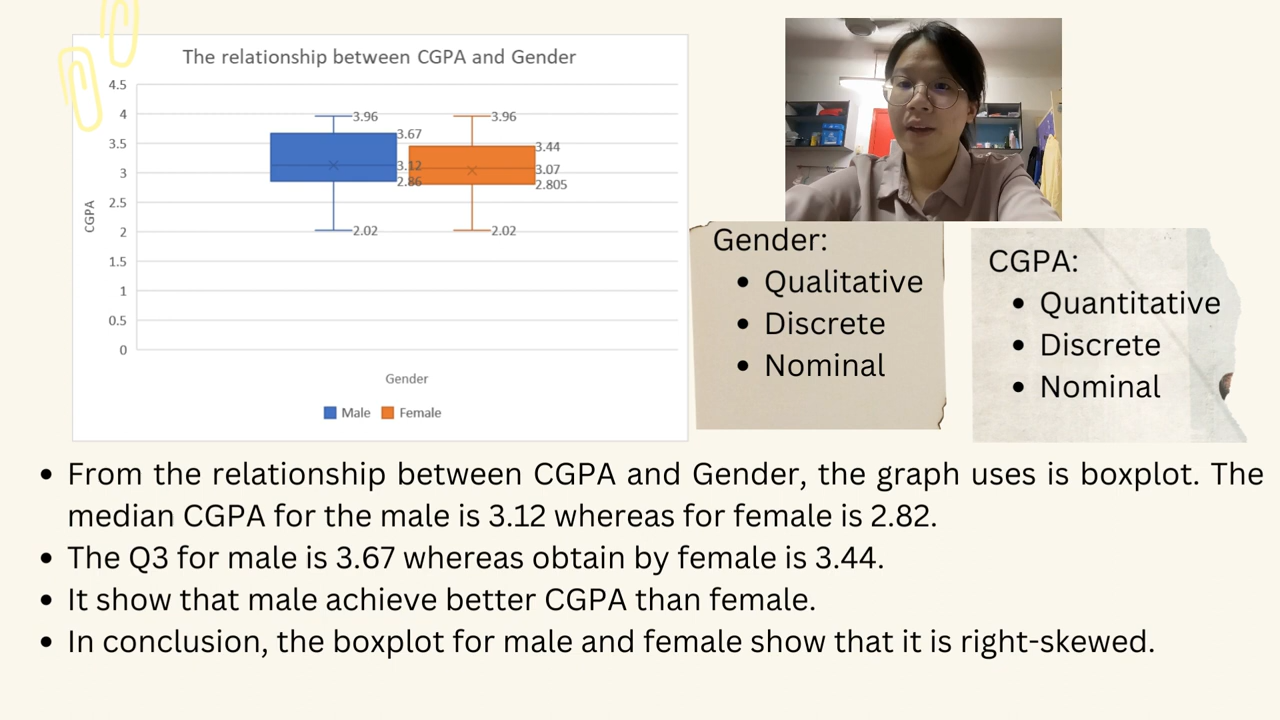 The relationship between CGPA and Gender
4.5
4
3.5
3
2.5
2
1.5
1
0.5
0
CGPA
3.96
3.67
3.12
2.86
2.02
3.96
3.44
3.07
2.805
2.02
Gender
Male
Female
Gender:
• Qualitative
• Discrete
• Nominal
CGPA:
• Quantitative
• Discrete
• Nominal
• From the relationship between CGPA and Gender, the graph uses is boxplot. The
median CGPA for the male is 3.12 whereas for female is 2.82.
• The Q3 for male is 3.67 whereas obtain by female is 3.44.
• It show that male achieve better CGPA than female.
• In conclusion, the boxplot for male and female show that it is right-skewed.